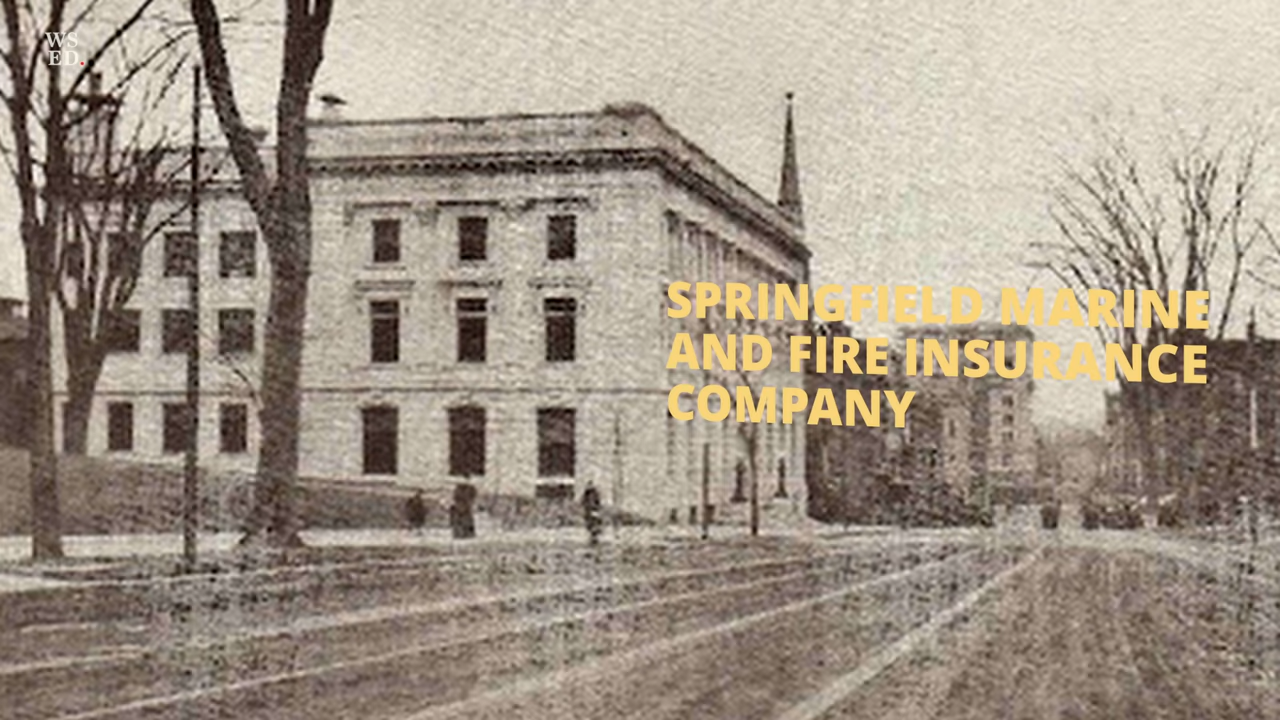 WS
ED.
SPRINGFIELD MARINE
AND FIRE INSURANCE
COMPANY